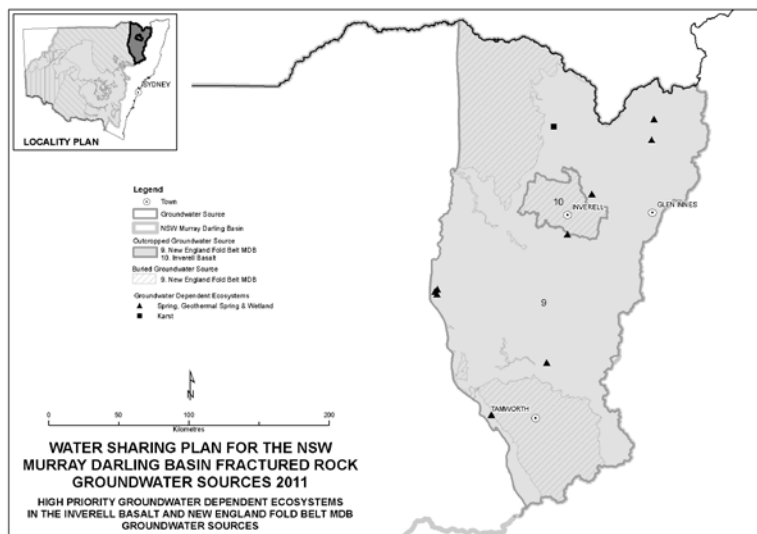 SYDNEY
LOCALITY PLAN
Legend
Town
Groundwater Source
NSW Murray Darling Basin
Outcropped Groundwater Source
9. New England Fold Belt MDB
10. Inverell Basalt
Buried Groundwater Source
9. New England Fold Belt MDB
Groundwater Dependent Ecosystems
Spring, Geothermal Spring & Wetland
Karst
N
0 50 100 200
Kilometres
WATER SHARING PLAN FOR THE NSW
MURRAY DARLING BASIN FRACTURED ROCK
GROUNDWATER SOURCES 2011
HIGH PRIORITY GROUNDWATER DEPENDENT ECOSYSTEMS
IN THE INVERELL BASALT AND NEW ENGLAND FOLD BELT MDB
GROUNDWATER SOURCES
10
INVERELL
GLEN INNES
9
TAMWORTH